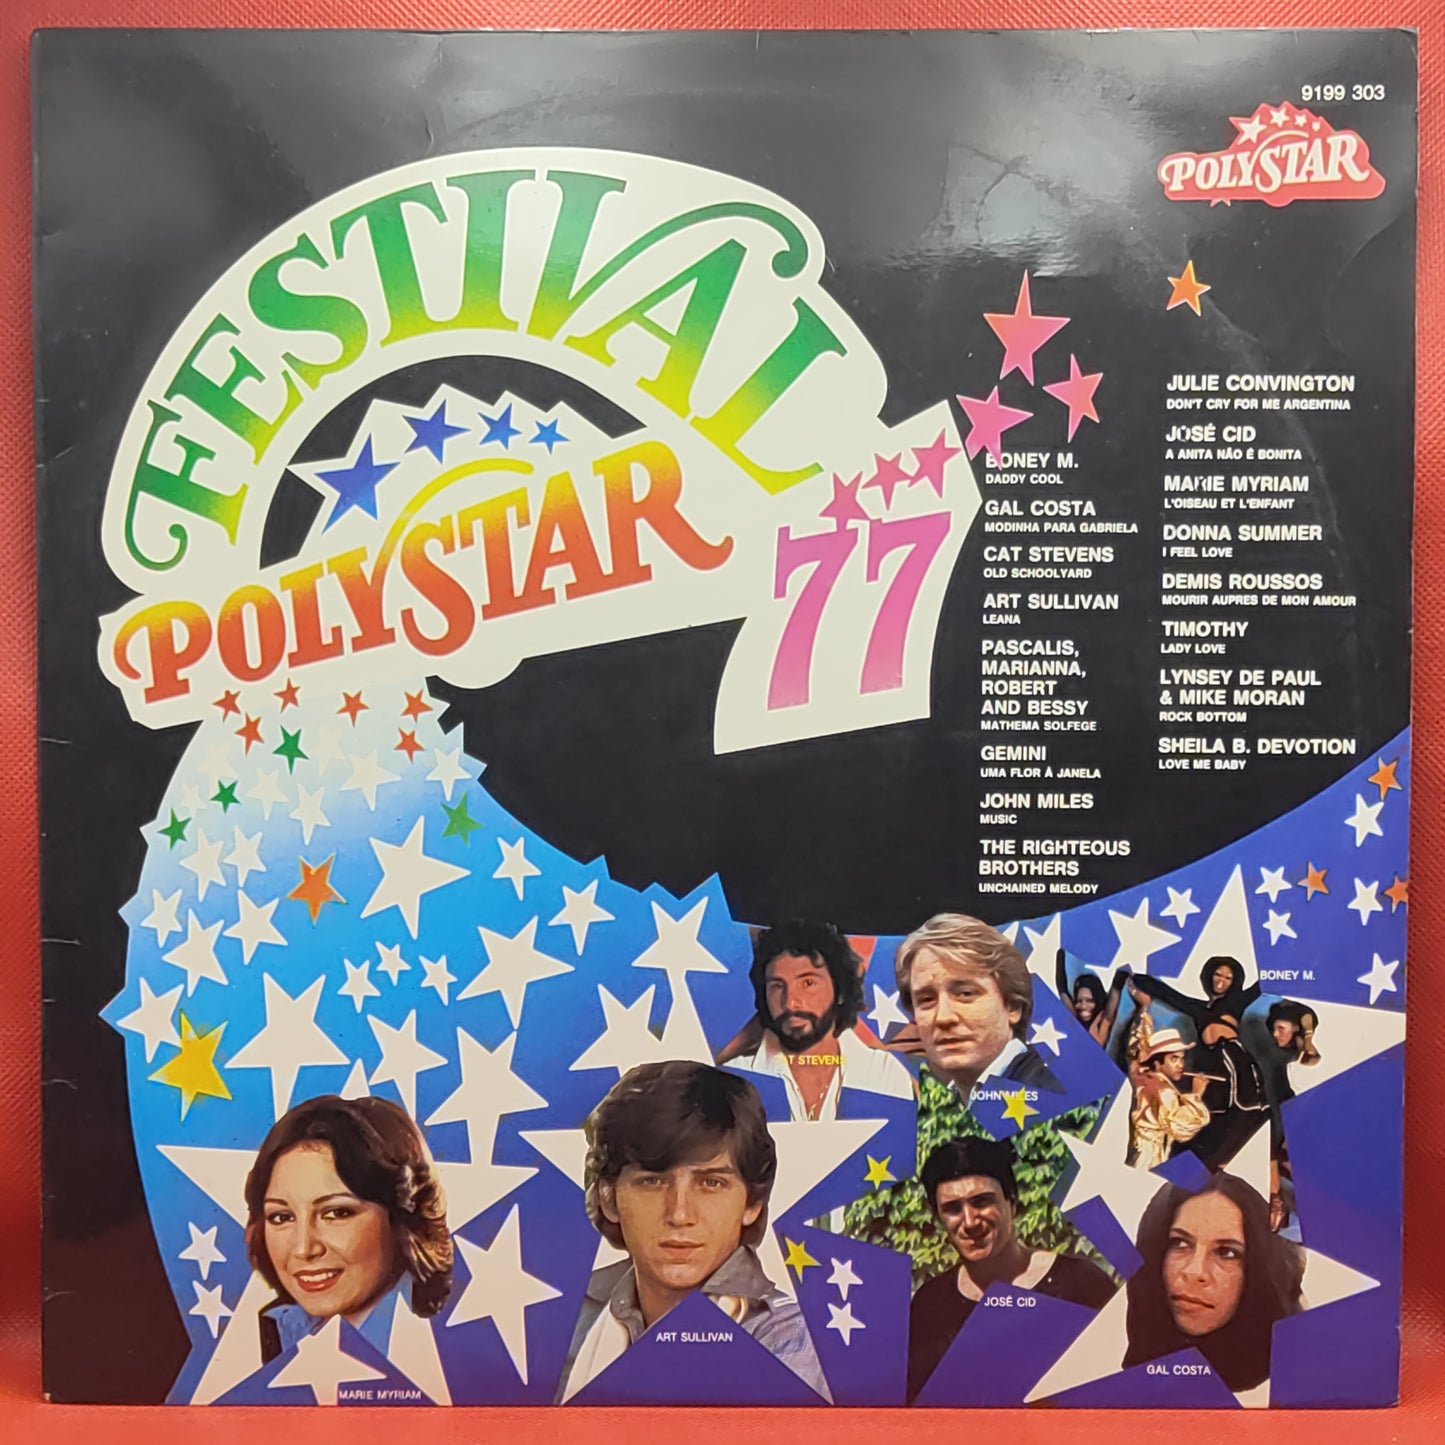 9199 303
POLYSTAR
FESTIVAL
POLYSTAR
77
BONEY M.
DADDY COOL
GAL COSTA
MODINHA PARA GABRIELA
CAT STEVENS
OLD SCHOOLYARD
ART SULLIVAN
LEANA
PASCALIS,
MARIANNA,
ROBERT
AND BESSY
MATHEMA SOLFEGE
GEMINI
UMA FLOR À JANELA
JOHN MILES
MUSIC
THE RIGHTEOUS
BROTHERS
UNCHAINED MELODY
JULIE CONVINGTON
DON'T CRY FOR ME ARGENTINA
JOSÉ CID
A ANITA NÃO É BONITA
MARIE MYRIAM
L'OISEAU ET L'ENFANT
DONNA SUMMER
I FEEL LOVE
DEMIS ROUSSOS
MOURIR AUPRES DE MON AMOUR
TIMOTHY
LADY LOVE
LYNSEY DE PAUL
& MIKE MORAN
ROCK BOTTOM
SHEILA B. DEVOTION
LOVE ME BABY
BONEY M.
CAT STEVENS
JOHN MILES
JOSÉ CID
ART SULLIVAN
GAL COSTA
MARIE MYRIAM